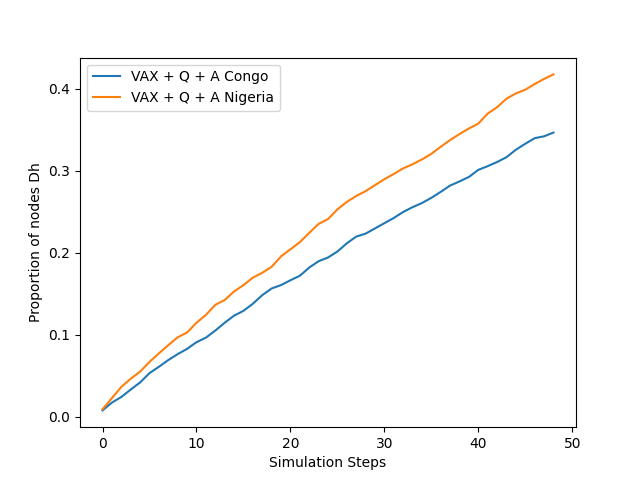 VAX + Q + A Congo
VAX + Q + A Nigeria
Proportion of nodes Dh
0.4
0.3
0.2
0.1
0.0
0 10 20 30 40 50
Simulation Steps